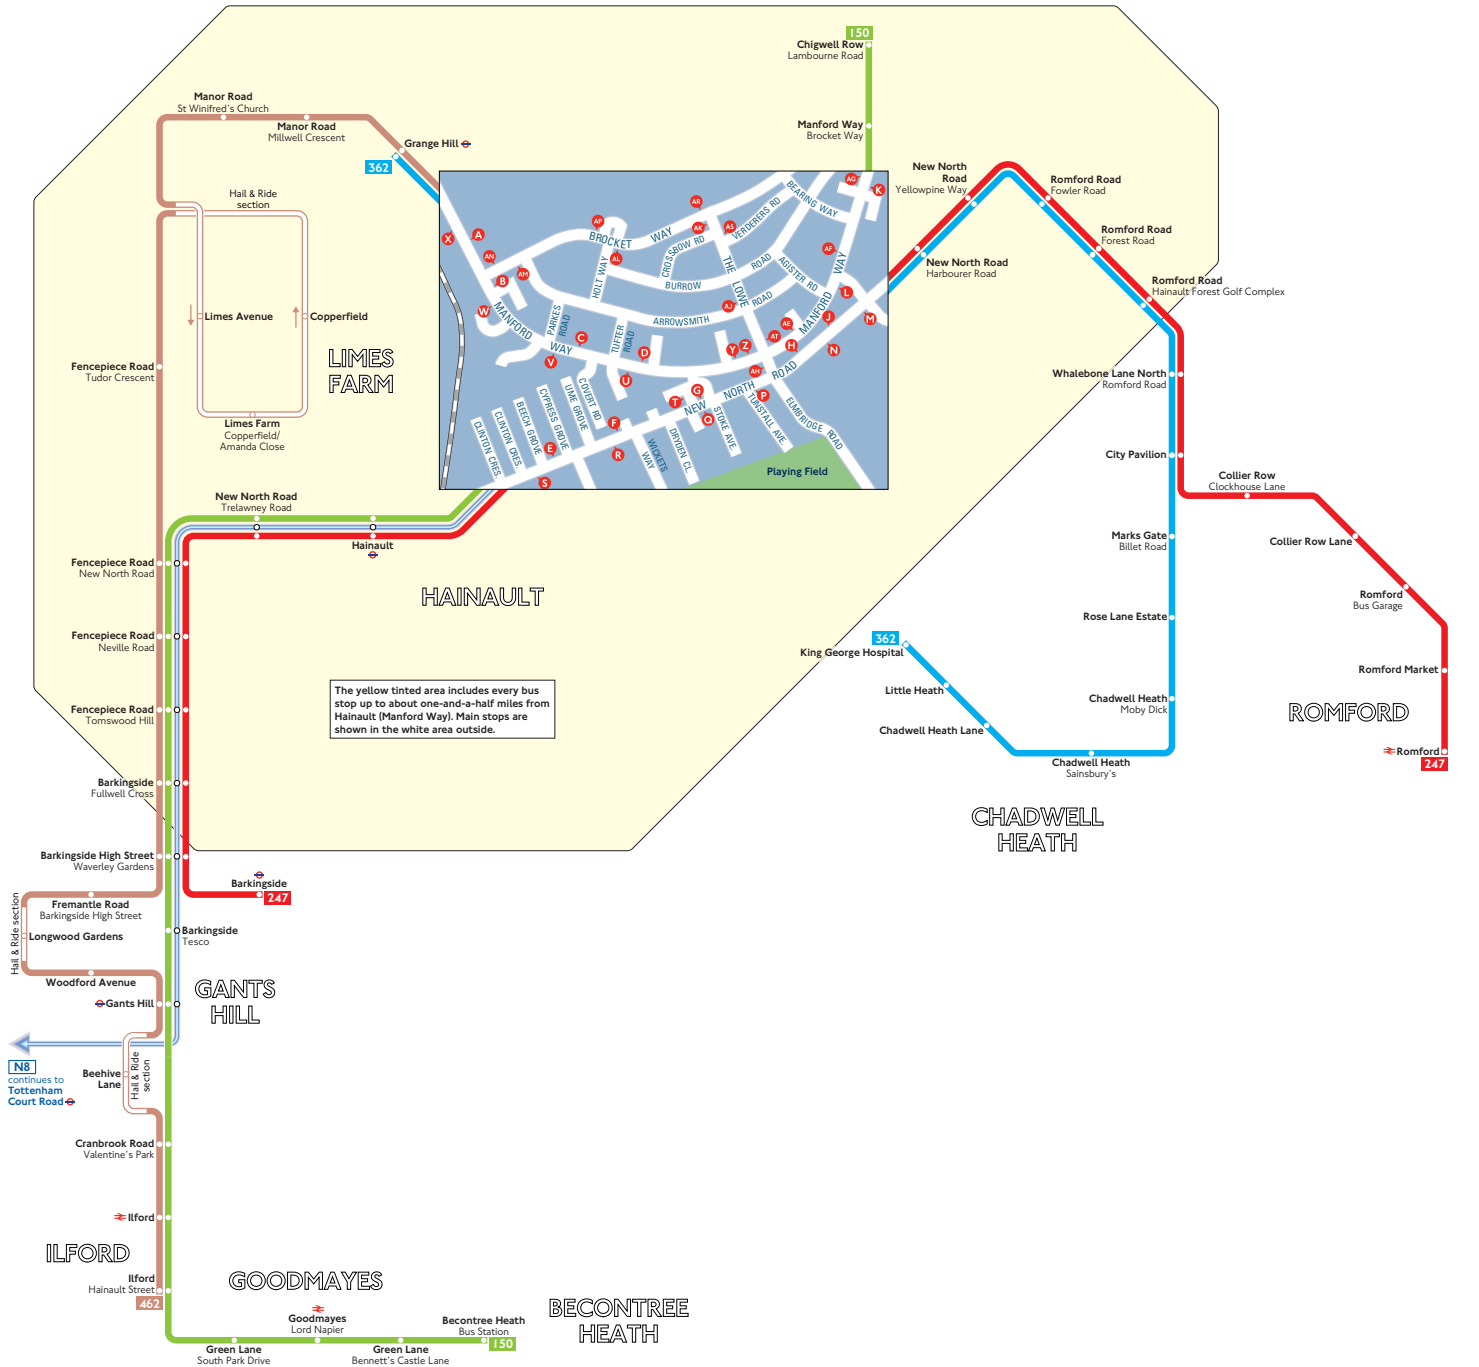 150
Chigwell Row
Lambourne Road
Manor Road
St Winifred's Church
Manor Road
Millwell Crescent
Grange Hill
362
Manford Way
Brocket Way
New North
Road
Yellowpine Way
Romford Road
Fowler Road
Romford Road
Forest Road
New North Road
Harbourer Road
Romford Road
Hainault Forest Golf Complex
Hail & Ride
section
Limes Avenue
Copperfield
LIMES
FARM
Fencepiece Road
Tudor Crescent
Limes Farm
Copperfield/
Amanda Close
AG
K
BEARING WAY
AR
AP
AK
AS
VERDERERS RD
X
A
BROCKET
WAY
CROSSBOW RD
AN
AL
AF
AM
B
HOLT WAY
THE LOWE
ROAD
AGISTER RD
WAY
BURROW
L
W
MANFORD
WAY
PARKES
ROAD
ARROWSMITH
ROAD
AJ
MANFORD
J
M
AE
C
TUFTER
ROAD
D
AT
H
N
Y
Z
V
U
AH
ROAD
COVERT RD
LIME GROVE
CYPRESS GROVE
BEECH GROVE
CLINTON CRES.
CLINTON CRES.
G
T
NEW
NORTH
P
F
STOKE AVE.
Q
TUNSTALL AVE.
ELMBRIDGE ROAD
E
R
WICKETS
WAY
DRYDEN CL.
S
Playing Field
Whalebone Lane North
Romford Road
City Pavilion
Collier Row
Clockhouse Lane
New North Road
Trelawney Road
Hainault
Marks Gate
Billet Road
Collier Row Lane
Fencepiece Road
New North Road
HAINAULT
Romford
Bus Garage
Rose Lane Estate
Fencepiece Road
Neville Road
362
King George Hospital
Romford Market
Little Heath
The yellow tinted area includes every bus
stop up to about one-and-a-half miles from
Hainault (Manford Way). Main stops are
shown in the white area outside.
Chadwell Heath
Moby Dick
Fencepiece Road
Tomswood Hill
ROMFORD
Chadwell Heath Lane
Romford
247
Chadwell Heath
Sainsbury's
Barkingside
Fullwell Cross
CHADWELL
HEATH
Barkingside High Street
Waverley Gardens
Barkingside
247
Fremantle Road
Barkingside High Street
Hail & Ride section
Longwood Gardens
Barkingside
Tesco
Woodford Avenue
Gants Hill
GANTS
HILL
N8
continues to
Tottenham
Court Road
Beehive
Lane
Hail & Ride
section
Cranbrook Road
Valentine's Park
Ilford
ILFORD
Ilford
Hainault Street
462
GOODMAYES
Goodmayes
Lord Napier
BECONTREE
HEATH
Becontree Heath
Bus Station
150
Green Lane
South Park Drive
Green Lane
Bennett's Castle Lane